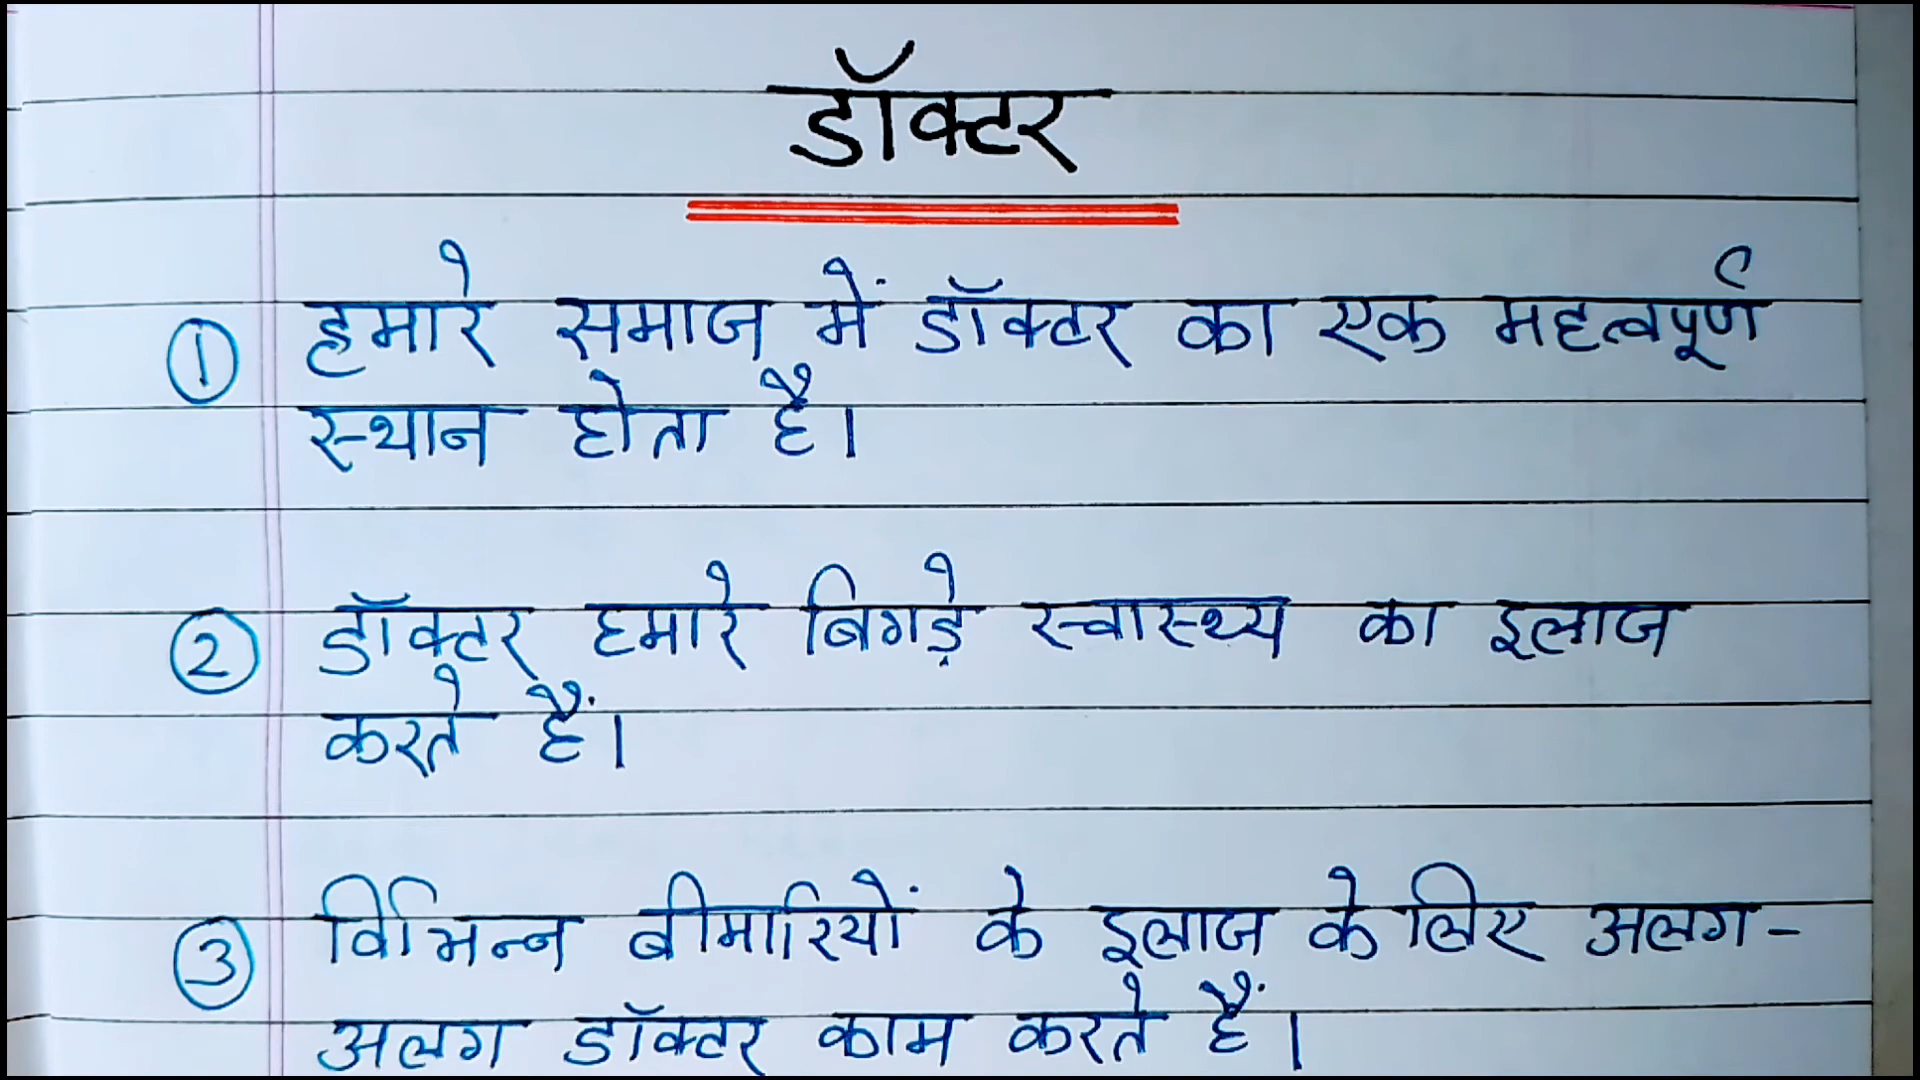 डॉक्टर
① हमारे समाज में डॉक्टर का एक महत्वपूर्ण
स्थान होता है।
② डॉक्टर हमारे बिगड़े स्वास्थ्य का इलाज
करते हैं।
③ विभिन्न बीमारियों के इलाज के लिए अलग-
अलग डॉक्टर काम करते हैं।